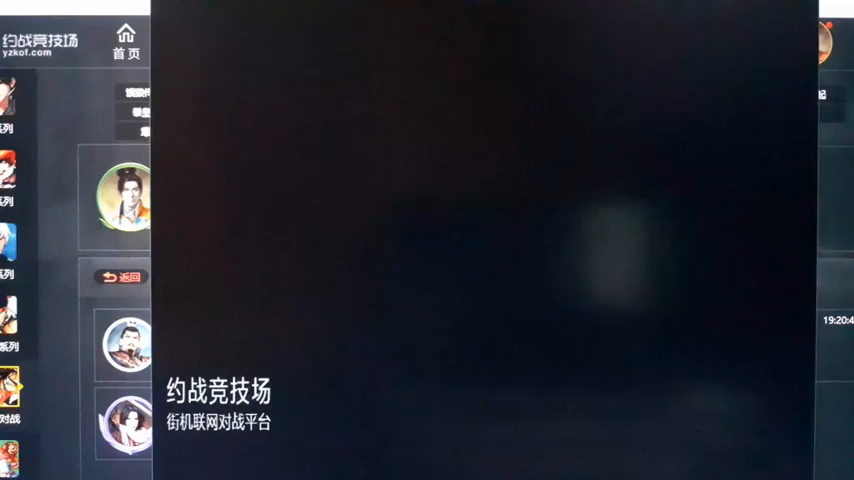 约战竞技场
yzkof.com
首页
系列
返回
系列
系列
19:20:4
系列
约战竞技场
街机联网对战平台
对战